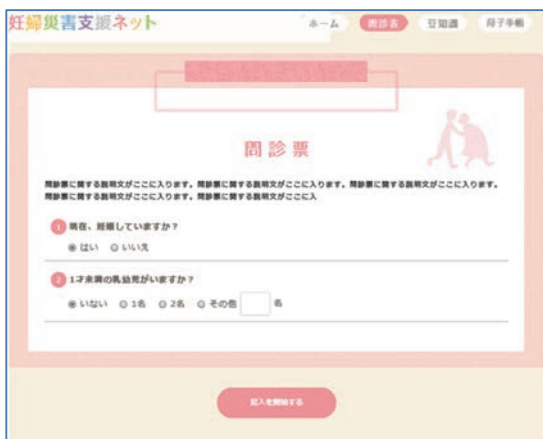 妊婦災害支援ネット
ホーム 問診表 豆知識 母子手帳
問診票
問診票に関する説明文がここに入ります。問診票に関する説明文がここに入ります。問診票に関する説明文がここに入ります。
問診票に関する説明文がここに入ります。問診票に関する説明文がここに入
1 現在、妊娠していますか？
はい いいえ
2 1才未満の乳幼児がいますか？
いない 1名 2名 その他 名
記入を開始する